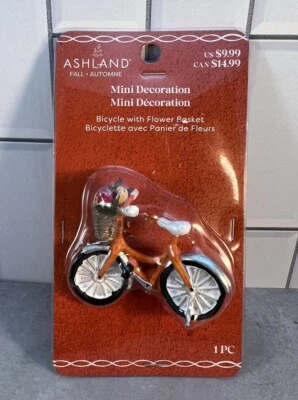 ASHLAND®
FALL • AUTOMNE
US $9.99
CAN $14.99
Mini Decoration
Mini Décoration
Bicycle with Flower Basket
Bicyclette avec Panier de Fleurs
1 PC